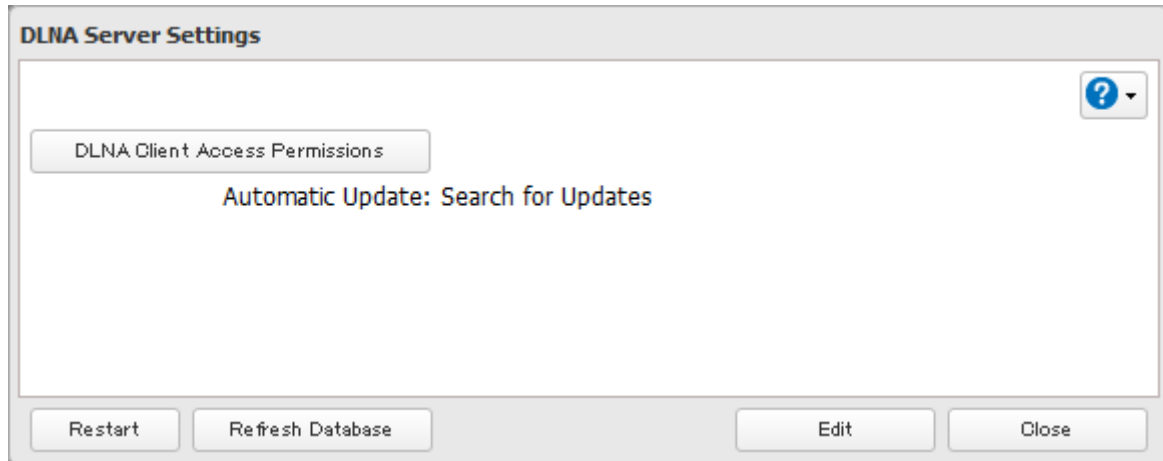 DLNA Server Settings
?
DLNA Client Access Permissions
Automatic Update: Search for Updates
Restart Refresh Database Edit Close